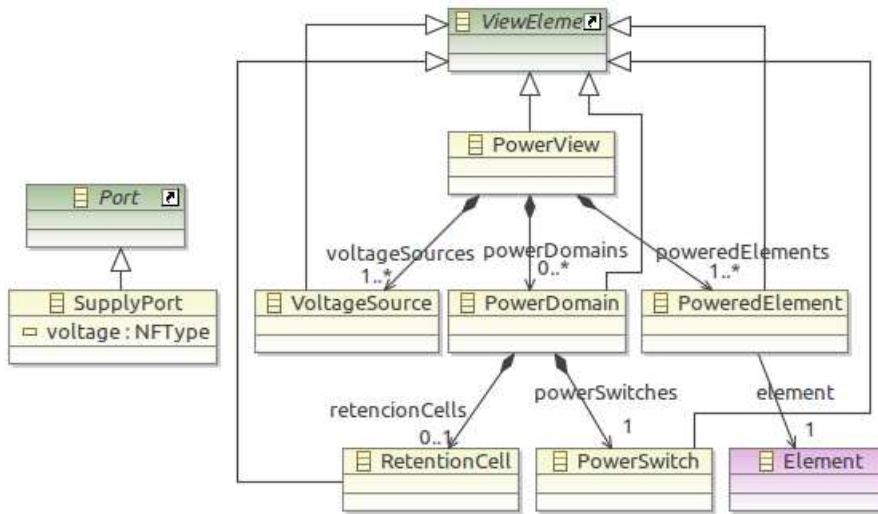 ViewEleme
PowerView
Port
voltageSources
1..*
powerDomains
0..*
poweredElements
1..*
SupplyPort
voltage : NFType
VoltageSource
PowerDomain
PoweredElement
retencionCells
0..1
powerSwitches
1
element
1
RetentionCell
PowerSwitch
Element